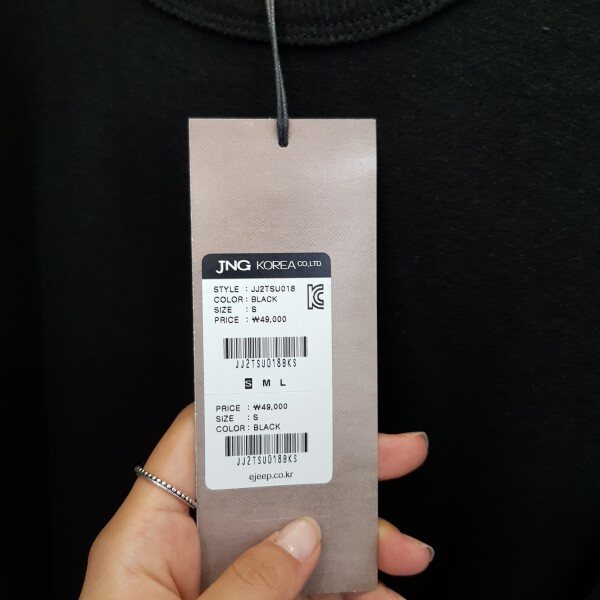 JNG KOREA CO.,LTD.
STYLE : JJ2TSU018
COLOR : BLACK
SIZE : S
PRICE : ₩49,000
JJ2TSU018BKS
S M L
PRICE : ₩49,000
SIZE : S
COLOR : BLACK
JJ2TSU018BKS
ejeep.co.kr